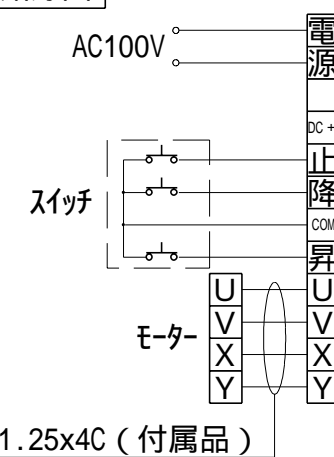 電
AC100V
源
DC +
止
降
スイッチ
COM
昇
U U
V V
モーター
X X
Y Y
1.25x4C(付属品)